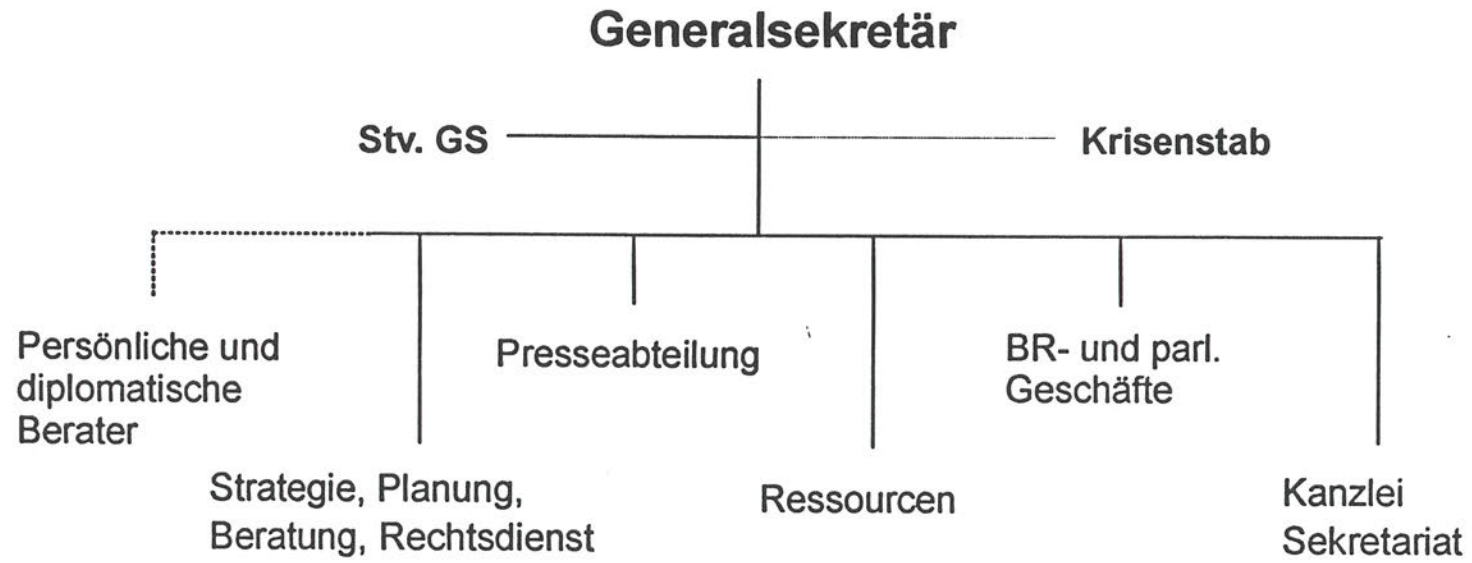 Generalsekretär
Stv. GS
Krisenstab
Persönliche und
diplomatische
Berater
Strategie, Planung,
Beratung, Rechtsdienst
Presseabteilung
Ressourcen
BR- und parl.
Geschäfte
Kanzlei
Sekretariat